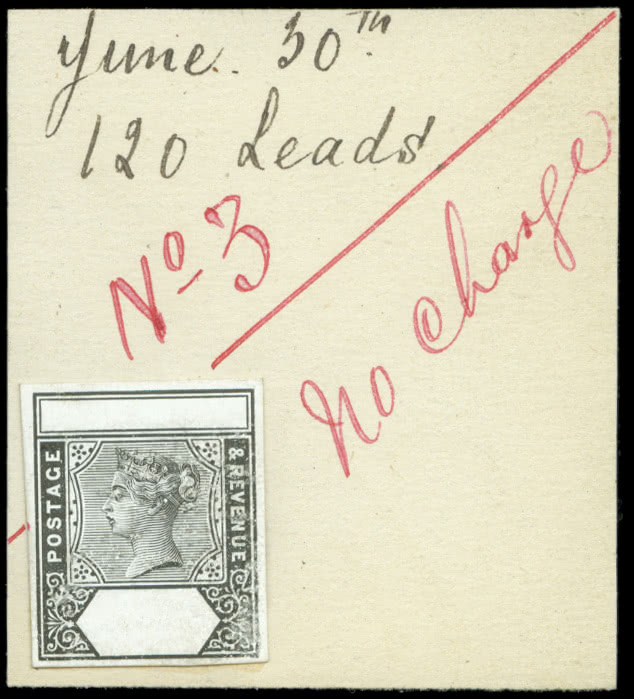 June. 30th
120 Leads.
No 3
No charge
POSTAGE
& REVENUE